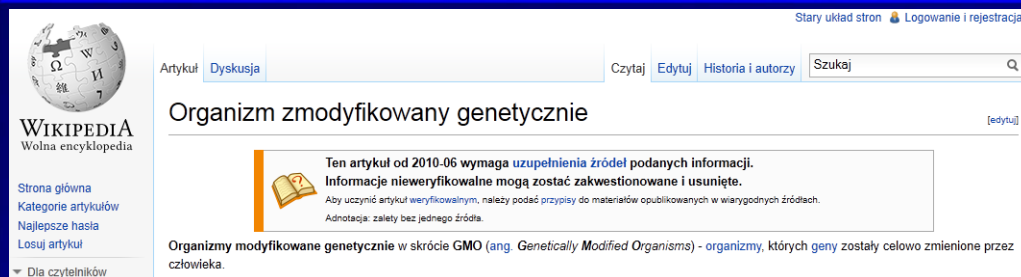 Stary układ stron Logowanie i rejestracja
Artykuł Dyskusja Czytaj Edytuj Historia i autorzy Szukaj
WIKIPEDIA
Wolna encyklopedia
Organizm zmodyfikowany genetycznie [edytuj]
Ten artykuł od 2010-06 wymaga uzupełnienia źródeł podanych informacji.
Informacje nieweryfikowalne mogą zostać zakwestionowane i usunięte.
Aby uczynić artykuł weryfikowalnym, należy podać przypisy do materiałów opublikowanych w wiarygodnych źródłach.
Adnotacja: zalety bez jednego źródła.
Strona główna
Kategorie artykułów
Najlepsze hasła
Losuj artykuł
Dla czytelników
Organizmy modyfikowane genetycznie w skrócie GMO (ang. Genetically Modified Organisms) - organizmy, których geny zostały celowo zmienione przez
człowieka.